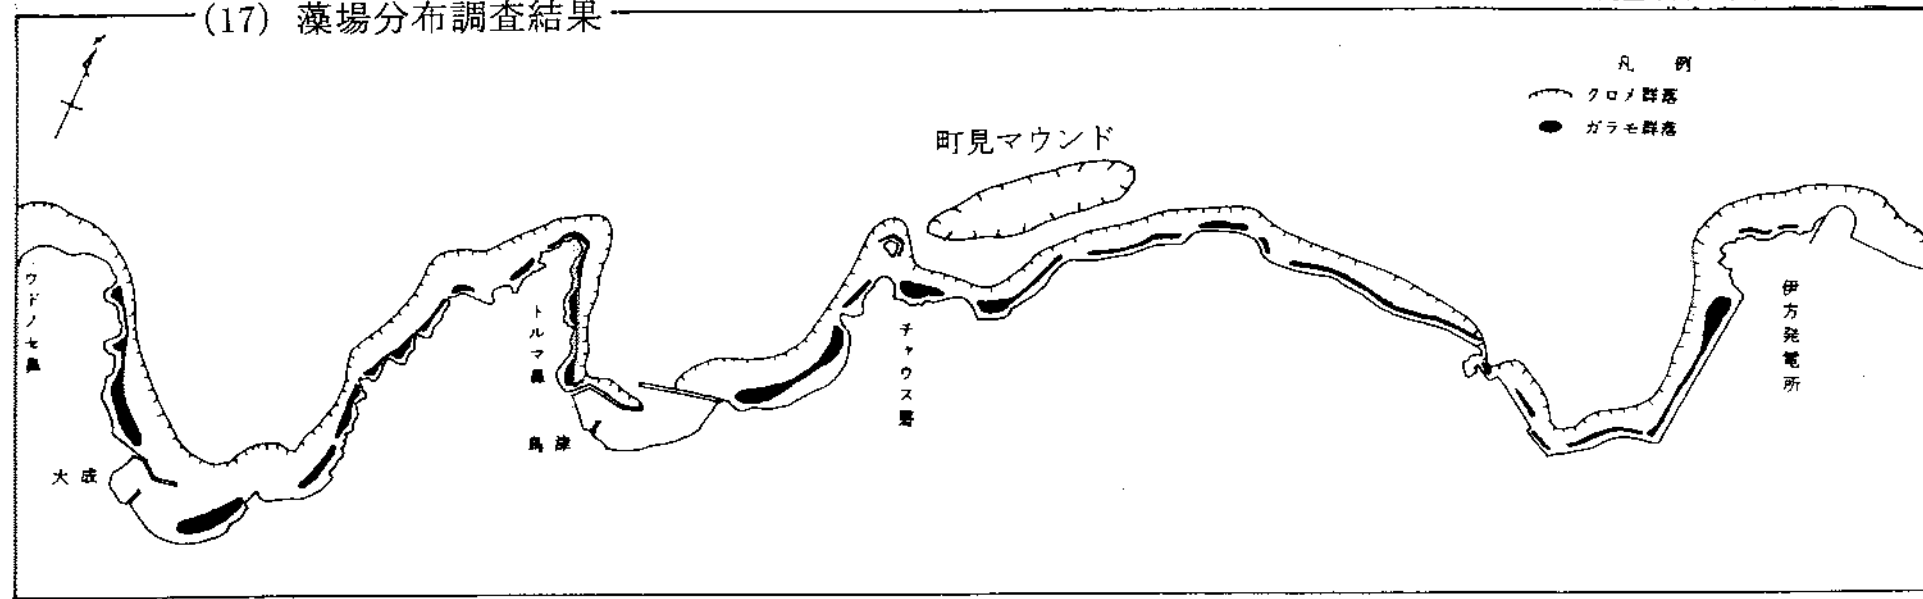 (17) 藻場分布調査結果
凡 例
クロメ群落
ガラモ群落
町見マウンド
ウドノセ鼻
トルマ鼻
チャウス碆
伊方発電所
大成
鳥津